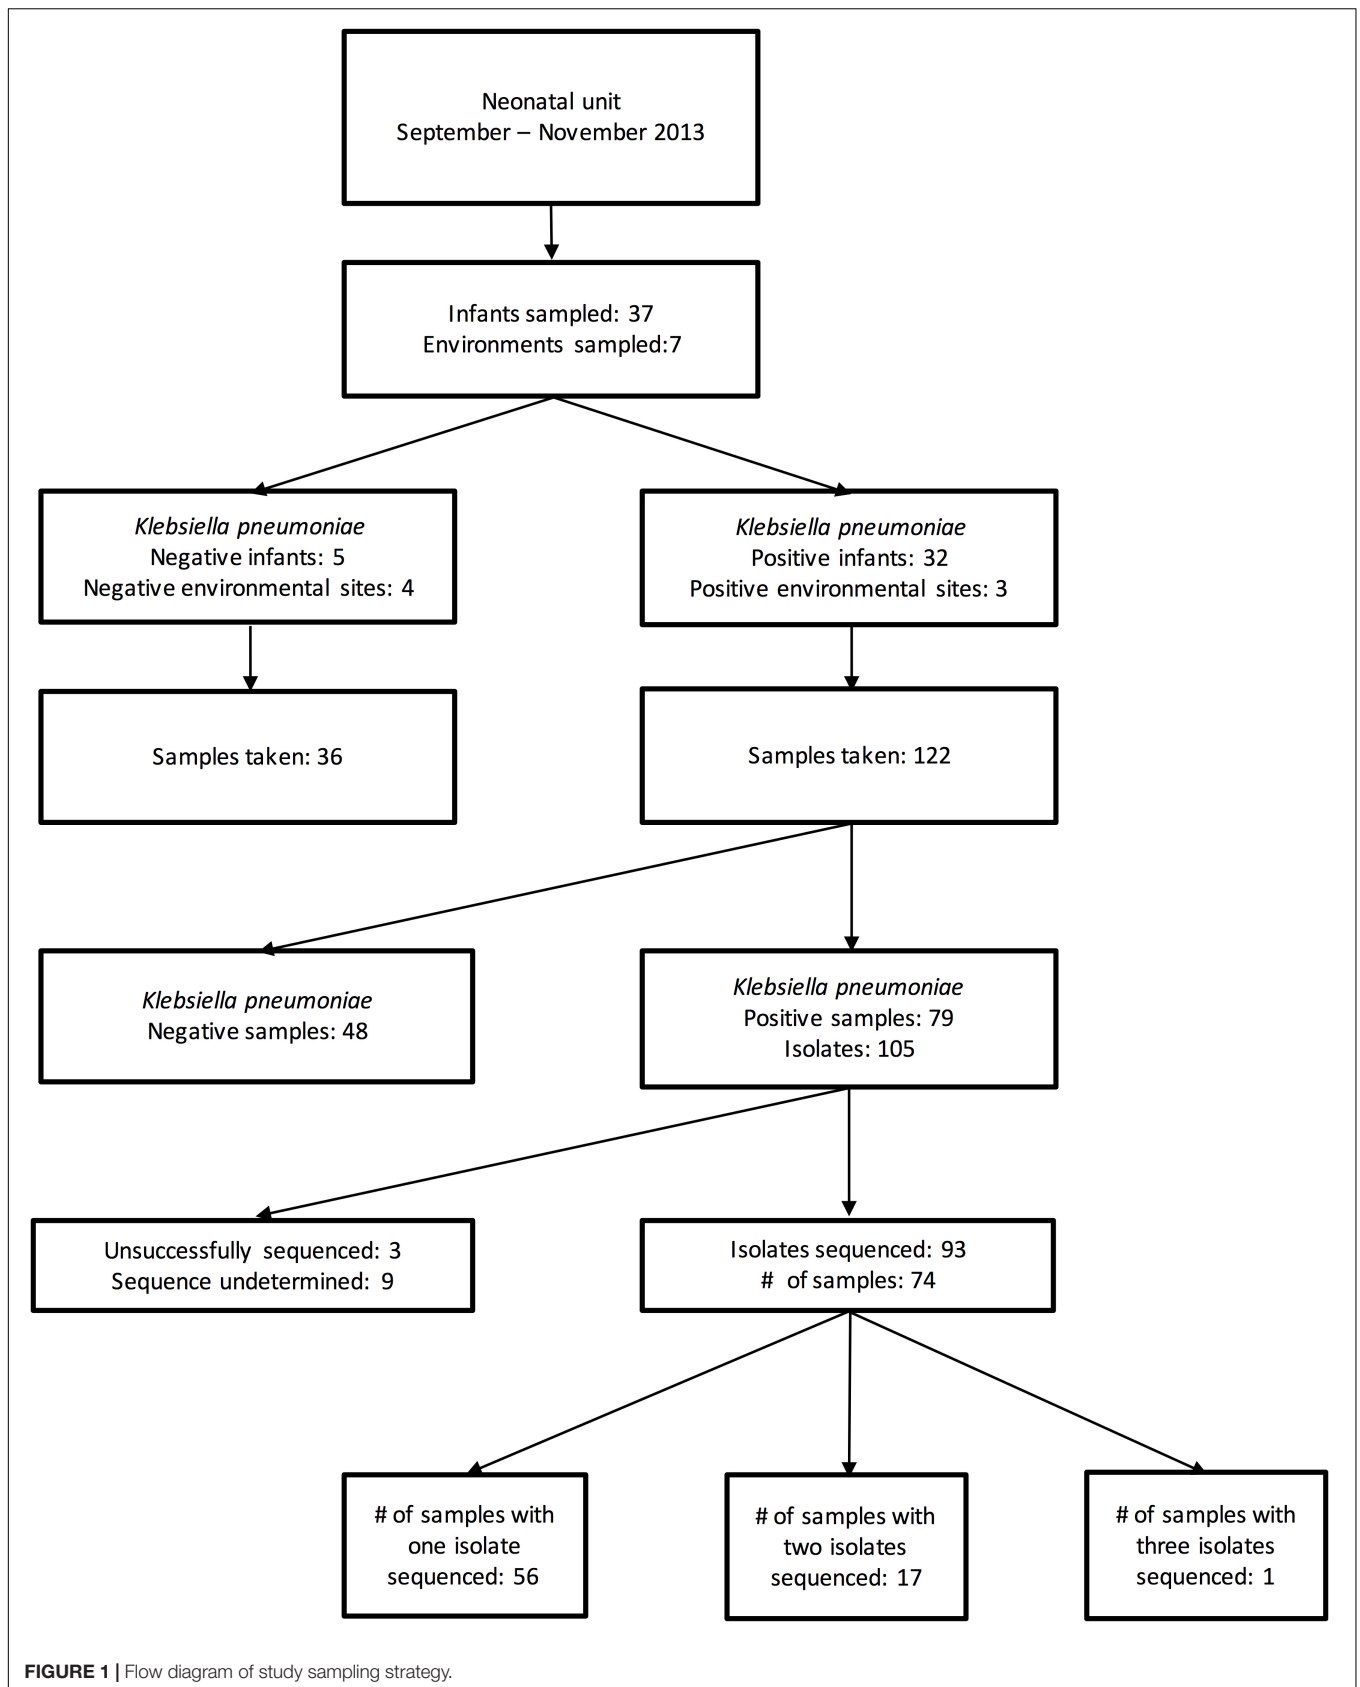 Neonatal unit
September – November 2013
Infants sampled: 37
Environments sampled:7
Klebsiella pneumoniae
Negative infants: 5
Negative environmental sites: 4
Klebsiella pneumoniae
Positive infants: 32
Positive environmental sites: 3
Samples taken: 36
Samples taken: 122
Klebsiella pneumoniae
Negative samples: 48
Klebsiella pneumoniae
Positive samples: 79
Isolates: 105
Unsuccessfully sequenced: 3
Sequence undetermined: 9
Isolates sequenced: 93
# of samples: 74
# of samples with
one isolate
sequenced: 56
# of samples with
two isolates
sequenced: 17
# of samples with
three isolates
sequenced: 1
FIGURE 1 | Flow diagram of study sampling strategy.